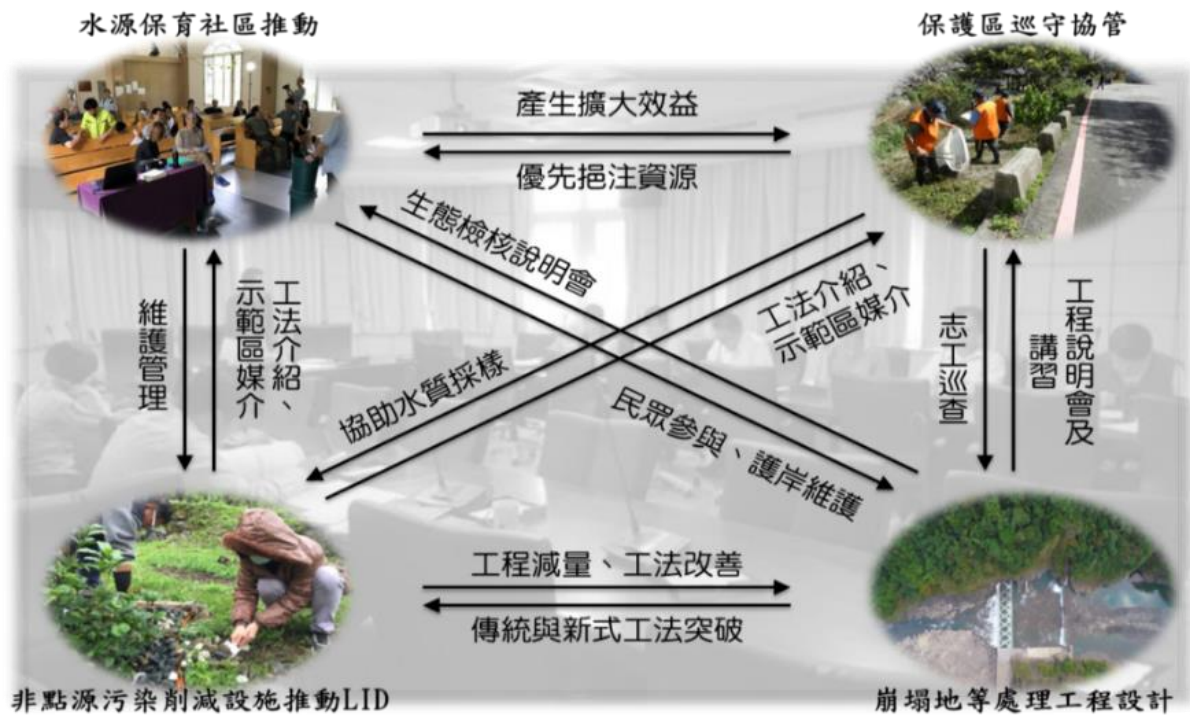 水源保育社區推動
保護區巡守協管
產生擴大效益
優先挹注資源
生態檢核說明會
工法介紹、
示範區媒介
維護管理
工法介紹、
示範區媒介
志工巡查
工程說明會及
講習
協助水質採樣
民眾參與、護岸維護
工程減量、工法改善
傳統與新式工法突破
非點源污染削減設施推動LID
崩塌地等處理工程設計